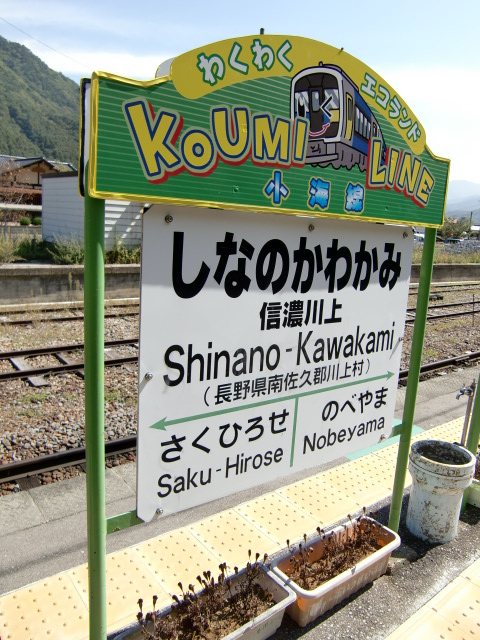 わくわく エコランド
KOUMI LINE
小海線
しなのかわかみ
信濃川上
Shinano-Kawakami
(長野県南佐久郡川上村)
さくひろせ のべやま
Saku-Hirose Nobeyama